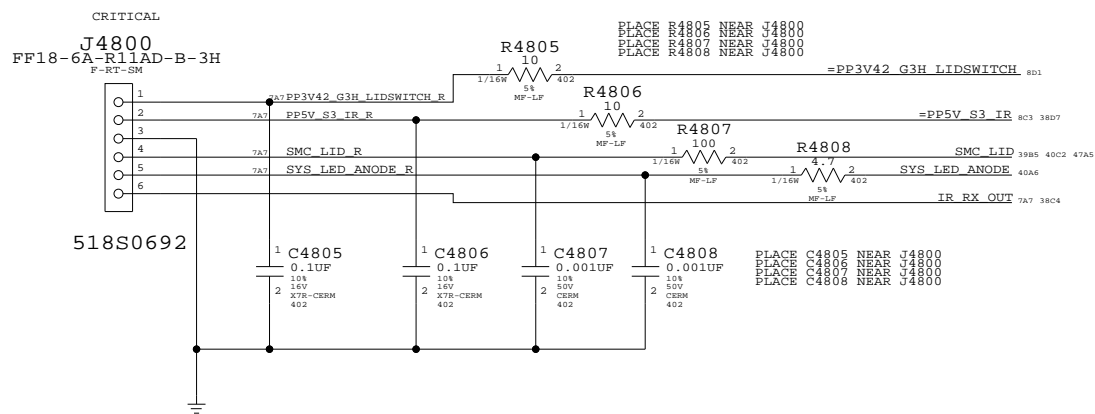 CRITICAL
J4800
FF18-6A-R11AD-B-3H
F-RT-SM
1
2
3
4
5
6
518S0692
7A7 PP3V42_G3H_LIDSWITCH_R
7A7 PP5V_S3_IR_R
7A7 SMC_LID_R
7A7 SYS_LED_ANODE_R
R4805
10
1 2
1/16W 402
5%
MF-LF
R4806
10
1 2
1/16W 402
5%
MF-LF
R4807
100
1 2
1/16W 402
5%
MF-LF
R4808
4.7
1 2
1/16W 402
5%
MF-LF
PLACE R4805 NEAR J4800
PLACE R4806 NEAR J4800
PLACE R4807 NEAR J4800
PLACE R4808 NEAR J4800
=PP3V42_G3H_LIDSWITCH 8D1
=PP5V_S3_IR 8C3 38D7
SMC_LID 39B5 40C2 47A5
SYS_LED_ANODE 40A6
IR_RX_OUT 7A7 38C4
1 C4805
0.1UF
10%
2 16V
X7R-CERM
402
1 C4806
0.1UF
10%
2 16V
X7R-CERM
402
1 C4807
0.001UF
10%
2 50V
CERM
402
1 C4808
0.001UF
10%
2 50V
CERM
402
PLACE C4805 NEAR J4800
PLACE C4806 NEAR J4800
PLACE C4807 NEAR J4800
PLACE C4808 NEAR J4800